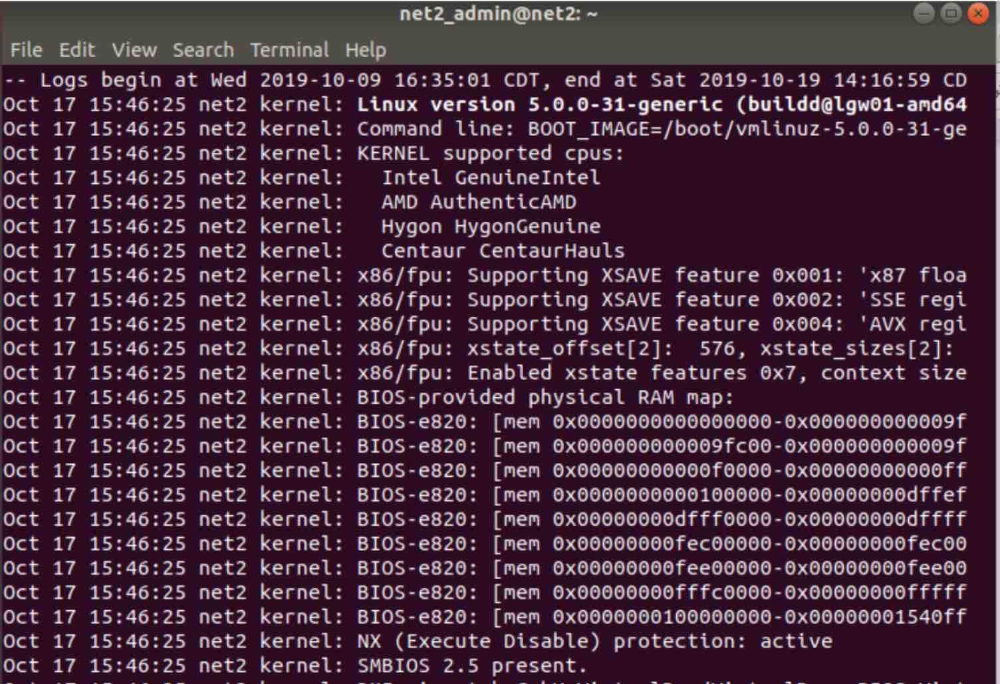 net2_admin@net2: ~
File Edit View Search Terminal Help
-- Logs begin at Wed 2019-10-09 16:35:01 CDT, end at Sat 2019-10-19 14:16:59 CD
Oct 17 15:46:25 net2 kernel: Linux version 5.0.0-31-generic (buildd@lgw01-amd64
Oct 17 15:46:25 net2 kernel: Command line: BOOT_IMAGE=/boot/vmlinuz-5.0.0-31-ge
Oct 17 15:46:25 net2 kernel: KERNEL supported cpus:
Oct 17 15:46:25 net2 kernel:   Intel GenuineIntel
Oct 17 15:46:25 net2 kernel:   AMD AuthenticAMD
Oct 17 15:46:25 net2 kernel:   Hygon HygonGenuine
Oct 17 15:46:25 net2 kernel:   Centaur CentaurHauls
Oct 17 15:46:25 net2 kernel: x86/fpu: Supporting XSAVE feature 0x001: 'x87 floa
Oct 17 15:46:25 net2 kernel: x86/fpu: Supporting XSAVE feature 0x002: 'SSE regi
Oct 17 15:46:25 net2 kernel: x86/fpu: Supporting XSAVE feature 0x004: 'AVX regi
Oct 17 15:46:25 net2 kernel: x86/fpu: xstate_offset[2]:  576, xstate_sizes[2]:
Oct 17 15:46:25 net2 kernel: x86/fpu: Enabled xstate features 0x7, context size
Oct 17 15:46:25 net2 kernel: BIOS-provided physical RAM map:
Oct 17 15:46:25 net2 kernel: BIOS-e820: [mem 0x0000000000000000-0x000000000009f
Oct 17 15:46:25 net2 kernel: BIOS-e820: [mem 0x000000000009fc00-0x000000000009f
Oct 17 15:46:25 net2 kernel: BIOS-e820: [mem 0x00000000000f0000-0x00000000000ff
Oct 17 15:46:25 net2 kernel: BIOS-e820: [mem 0x0000000000100000-0x00000000dffef
Oct 17 15:46:25 net2 kernel: BIOS-e820: [mem 0x00000000dfff0000-0x00000000dffff
Oct 17 15:46:25 net2 kernel: BIOS-e820: [mem 0x00000000fec00000-0x00000000fec00
Oct 17 15:46:25 net2 kernel: BIOS-e820: [mem 0x00000000fee00000-0x00000000fee00
Oct 17 15:46:25 net2 kernel: BIOS-e820: [mem 0x00000000fffc0000-0x00000000fffff
Oct 17 15:46:25 net2 kernel: BIOS-e820: [mem 0x0000000100000000-0x00000001540ff
Oct 17 15:46:25 net2 kernel: NX (Execute Disable) protection: active
Oct 17 15:46:25 net2 kernel: SMBIOS 2.5 present.